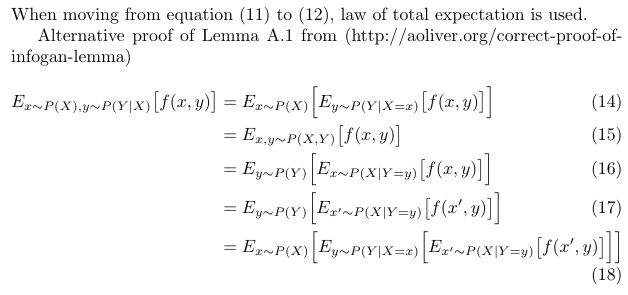 When moving from equation (11) to (12), law of total expectation is used.
Alternative proof of Lemma A.1 from (http://aoliver.org/correct-proof-of-
infogan-lemma)
E_{x∼P(X),y∼P(Y|X)}[f(x, y)] = E_{x∼P(X)}[E_{y∼P(Y|X=x)}[f(x, y)]] (14)
= E_{x,y∼P(X,Y)}[f(x, y)] (15)
= E_{y∼P(Y)}[E_{x∼P(X|Y=y)}[f(x, y)]] (16)
= E_{y∼P(Y)}[E_{x′∼P(X|Y=y)}[f(x′, y)]] (17)
= E_{x∼P(X)}[E_{y∼P(Y|X=x)}[E_{x′∼P(X|Y=y)}[f(x′, y)]]]
(18)